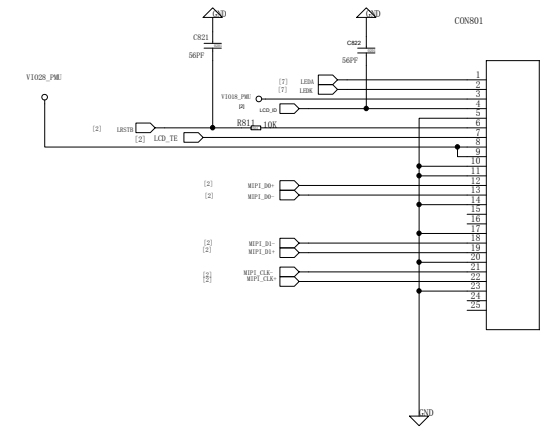 GND
GND
CON801
C821
C822
56PF
56PF
VIO28_PMU
[7] LEDA
[7] LEDK
VIO18_PMU
[2] LCD_ID
R811 10K
[2] LRSTB
[2] LCD_TE
[2] MIPI_D0+
[2] MIPI_D0-
[2] MIPI_D1-
[2] MIPI_D1+
[2] MIPI_CLK-
[2] MIPI_CLK+
1
2
3
4
5
6
7
8
9
10
11
12
13
14
15
16
17
18
19
20
21
22
23
24
25
GND